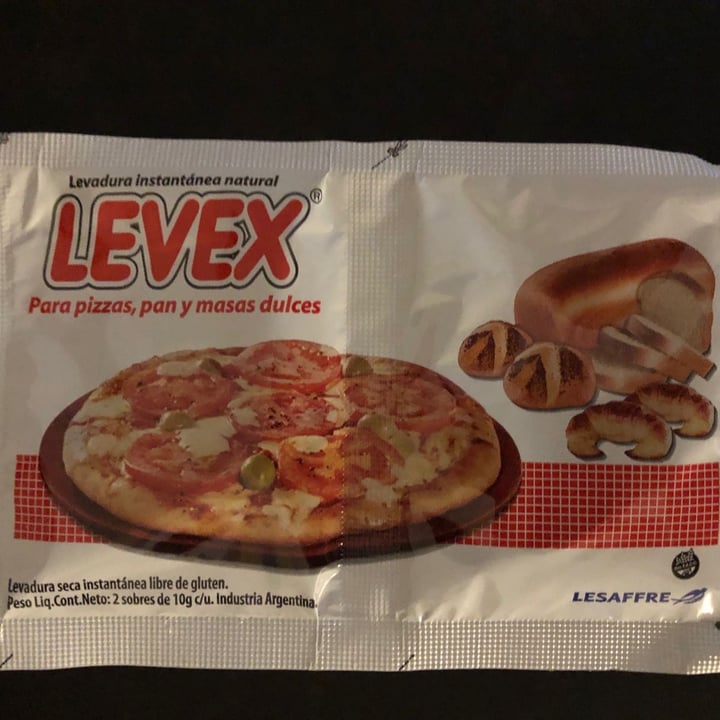 Levadura instantánea natural
LEVEX®
Para pizzas, pan y masas dulces
Levadura seca instantánea libre de gluten.
Peso Liq.Cont.Neto: 2 sobres de 10g c/u. Industria Argentina.
LESAFFRE